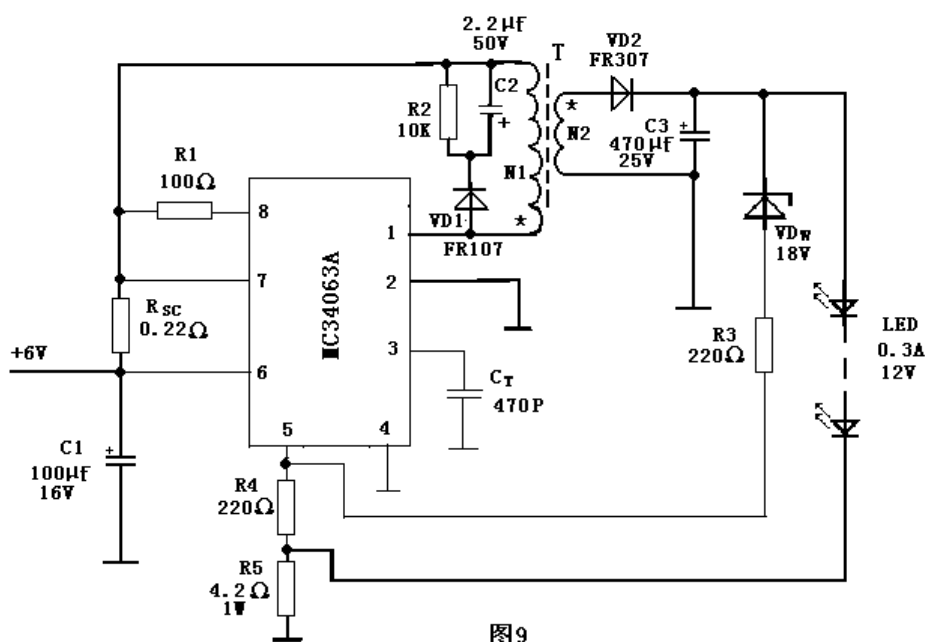 2.2μf
50V
T
VD2
FR307
C2
R2
10K
*
N2
C3
+
470μf
25V
N1
R1
100Ω
8
VD1
*
1
FR107
VDW
18V
7
2
RSC
0.22Ω
MC34063A
+6V
6
3
CT
470P
R3
220Ω
LED
0.3A
12V
5
4
C1
+
100μf
16V
R4
220Ω
R5
4.2Ω
1W
+
图9